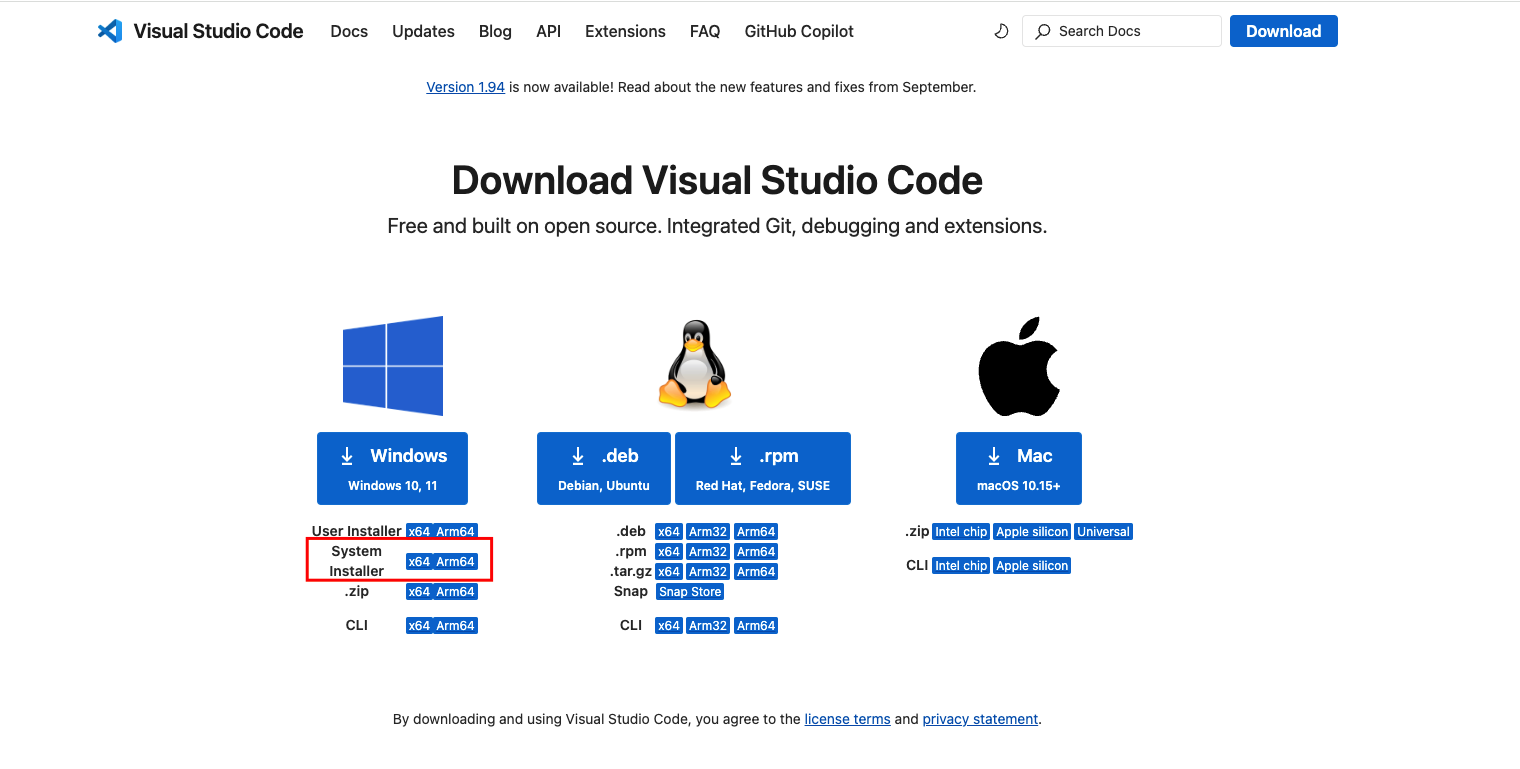 Visual Studio Code Docs Updates Blog API Extensions FAQ GitHub Copilot Search Docs Download
Version 1.94 is now available! Read about the new features and fixes from September.
Download Visual Studio Code
Free and built on open source. Integrated Git, debugging and extensions.
Windows
Windows 10, 11
User Installer x64 Arm64
System
Installer x64 Arm64
.zip x64 Arm64
CLI x64 Arm64
.deb
Debian, Ubuntu
.rpm
Red Hat, Fedora, SUSE
.deb x64 Arm32 Arm64
.rpm x64 Arm32 Arm64
.tar.gz x64 Arm32 Arm64
Snap Snap Store
CLI x64 Arm32 Arm64
Mac
macOS 10.15+
.zip Intel chip Apple silicon Universal
CLI Intel chip Apple silicon
By downloading and using Visual Studio Code, you agree to the license terms and privacy statement.